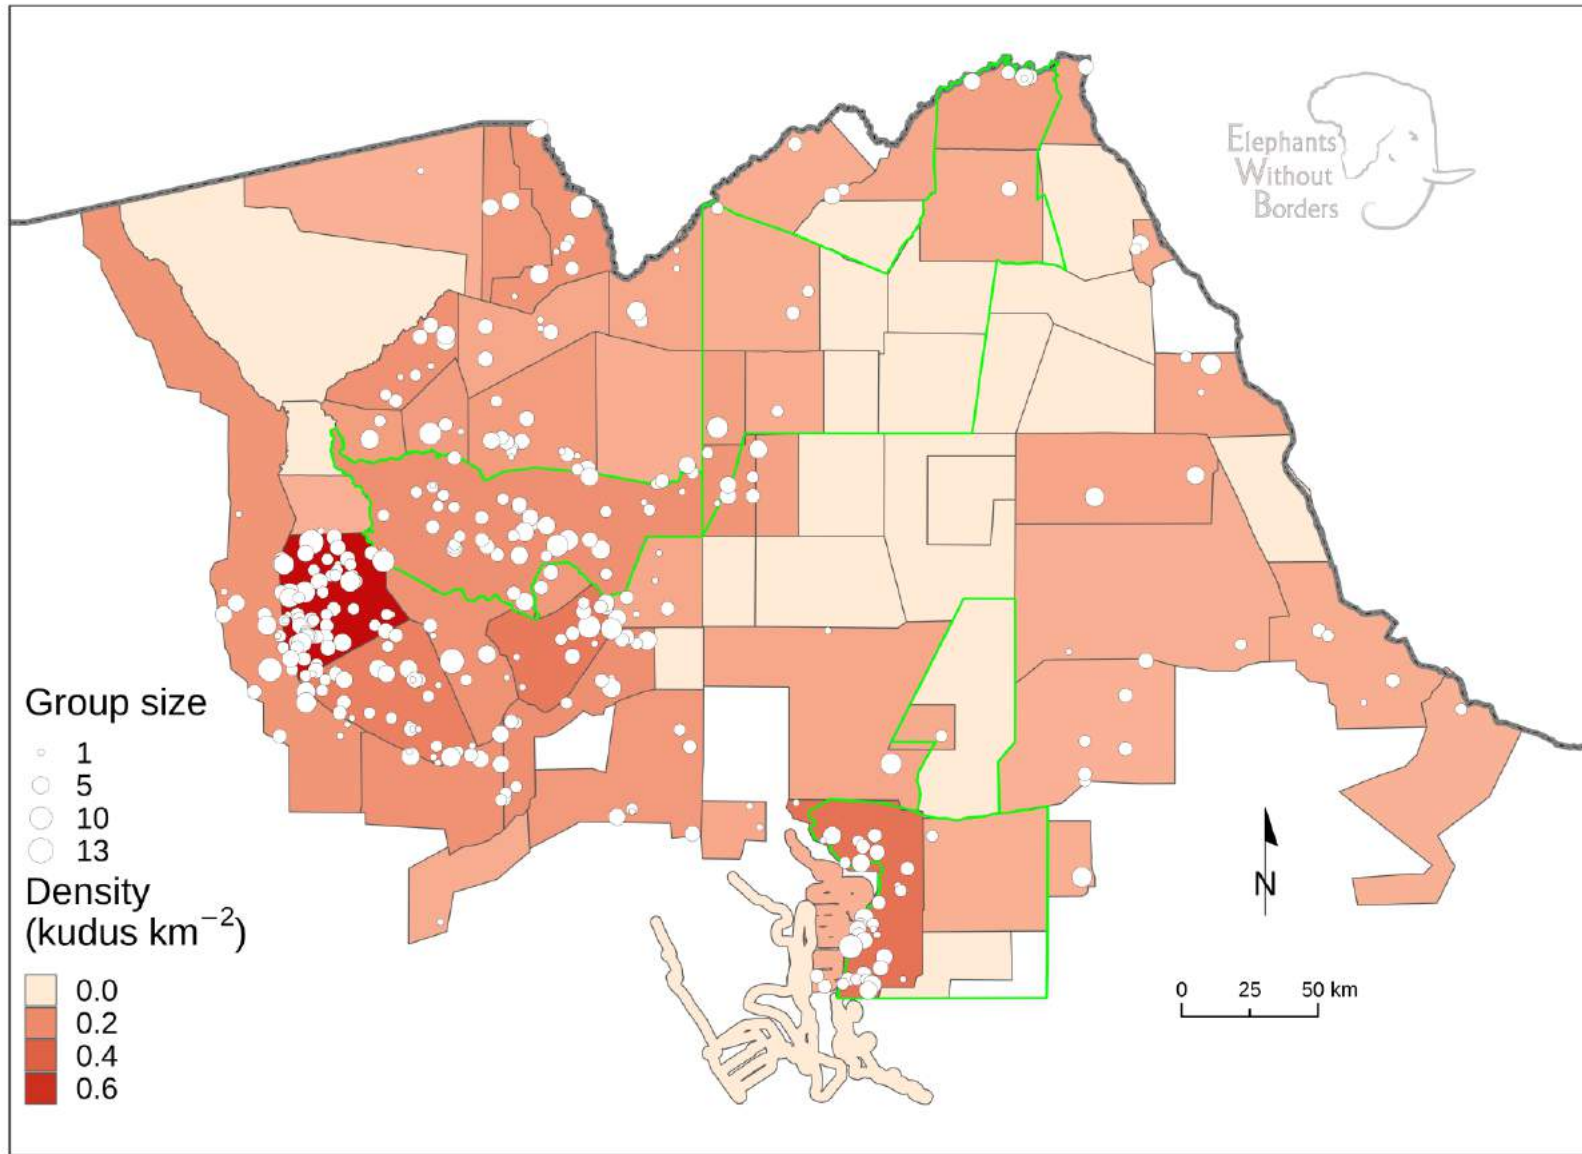 Elephants
Without
Borders
Group size
1
5
10
13
Density
(kudus km⁻²)
0.0
0.2
0.4
0.6
N
0 25 50 km